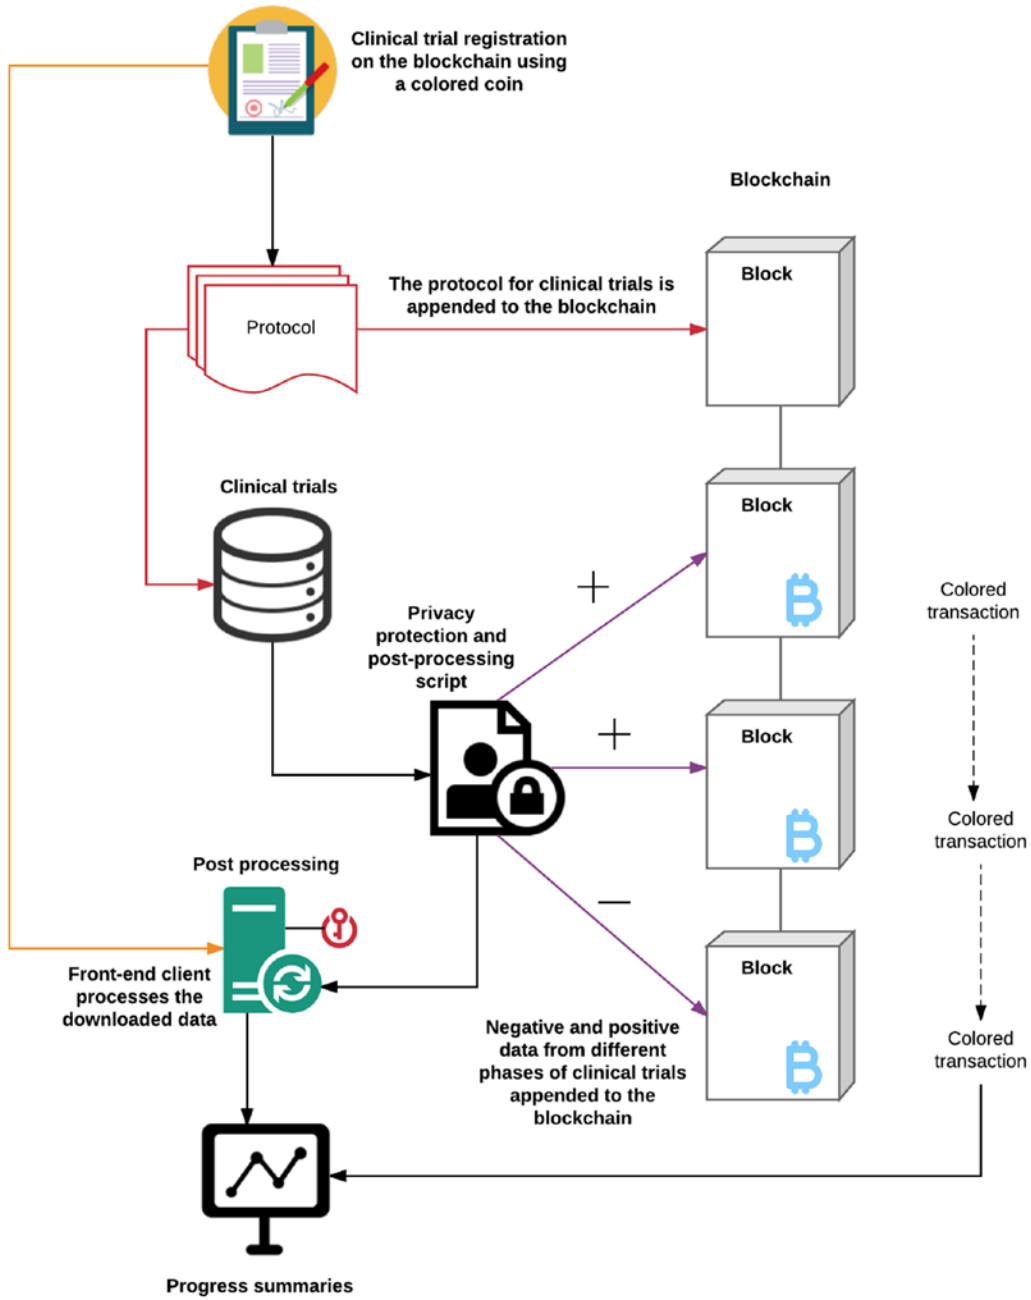 Clinical trial registration
on the blockchain using
a colored coin
Blockchain
Block
The protocol for clinical trials is
appended to the blockchain
Protocol
Clinical trials
Block
Colored
transaction
+
Privacy
protection and
post-processing
script
+
Block
Colored
transaction
Post processing
−
Block
Front-end client
processes the
downloaded data
Negative and positive
data from different
phases of clinical trials
appended to the
blockchain
Colored
transaction
Progress summaries